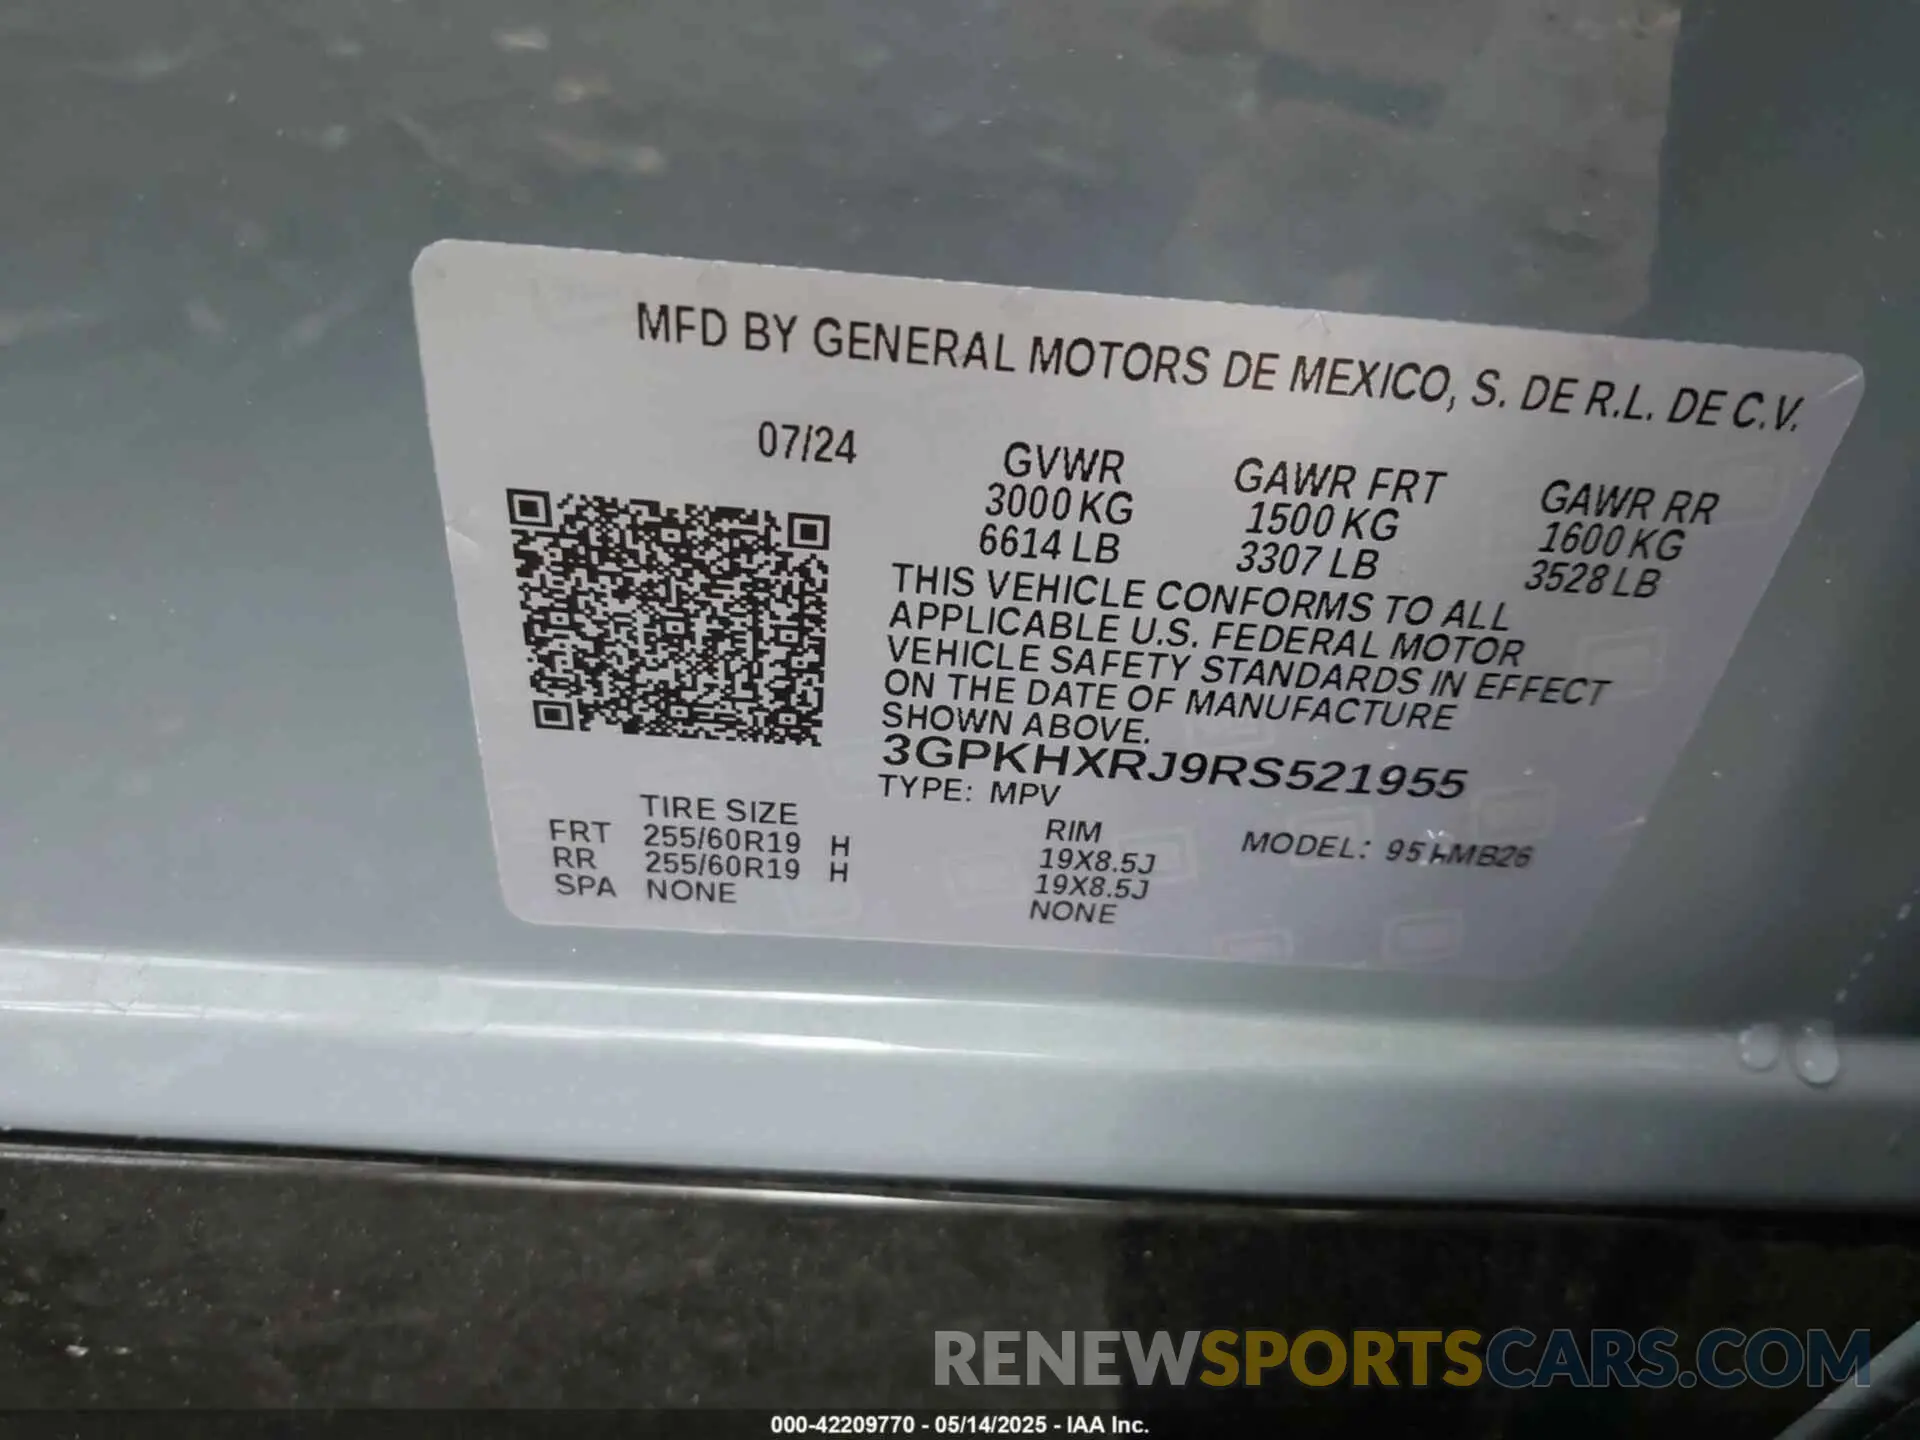 MFD BY GENERAL MOTORS DE MEXICO, S. DE R.L. DE C.V.
07/24
GVWR GAWR FRT GAWR RR
3000 KG 1500 KG 1600 KG
6614 LB 3307 LB 3528 LB
THIS VEHICLE CONFORMS TO ALL
APPLICABLE U.S. FEDERAL MOTOR
VEHICLE SAFETY STANDARDS IN EFFECT
ON THE DATE OF MANUFACTURE
SHOWN ABOVE.
3GPKHXRJ9RS521955
TYPE: MPV
MODEL:
TIRE SIZE RIM
FRT 255/60R19 H 19X8.5J
RR 255/60R19 H 19X8.5J
SPA NONE NONE
RENEWSPORTSCARS.COM
000-42209770 - 05/14/2025 - IAA Inc.